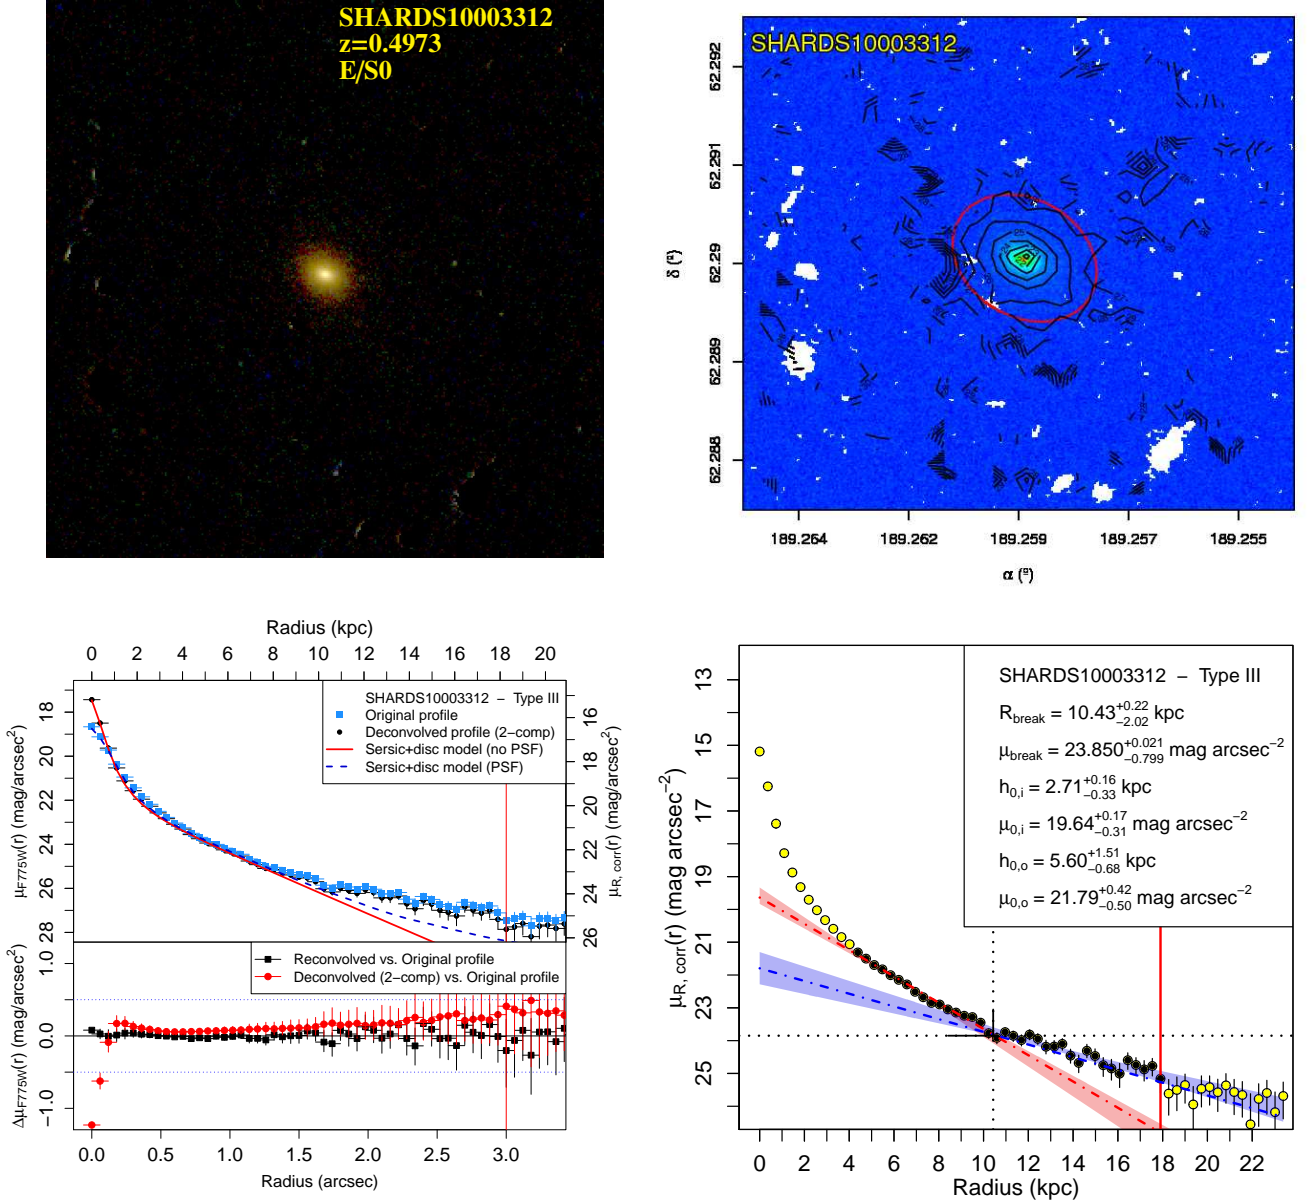 SHARDS10003312
z=0.4973
E/S0
SHARDS10003312
62.292
62.291
62.29
62.289
62.288
δ (º)
189.264 189.262 189.259 189.257 189.255
α (º)
Radius (kpc)
0 2 4 6 8 10 12 14 16 18 20
SHARDS10003312 – Type III
Original profile
Deconvolved profile (2-comp)
Sersic+disc model (no PSF)
Sersic+disc model (PSF)
μF775W(r) (mag/arcsec2)
18 20 22 24 26 28
μR, corr(r) (mag/arcsec2)
16 18 20 22 24 26
Reconvolved vs. Original profile
Deconvolved (2-comp) vs. Original profile
ΔμF775W(r) (mag/arcsec2)
1.0
0.0
−1.0
0.0 0.5 1.0 1.5 2.0 2.5 3.0
Radius (arcsec)
SHARDS10003312 – Type III
Rbreak = 10.43 +0.22 −2.02 kpc
μbreak = 23.850 +0.021 −0.799 mag arcsec−2
h0,i = 2.71 +0.16 −0.33 kpc
μ0,i = 19.64 +0.17 −0.31 mag arcsec−2
h0,o = 5.60 +1.51 −0.68 kpc
μ0,o = 21.79 +0.42 −0.50 mag arcsec−2
μR, corr(r) (mag arcsec−2)
13
15
17
19
21
23
25
0 2 4 6 8 10 12 14 16 18 20 22
Radius (kpc)